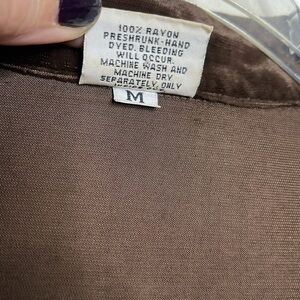 100% RAYON
PRESHRUNK-HAND
DYED. BLEEDING
WILL OCCUR.
MACHINE WASH AND
MACHINE DRY
SEPARATELY. ONLY
M